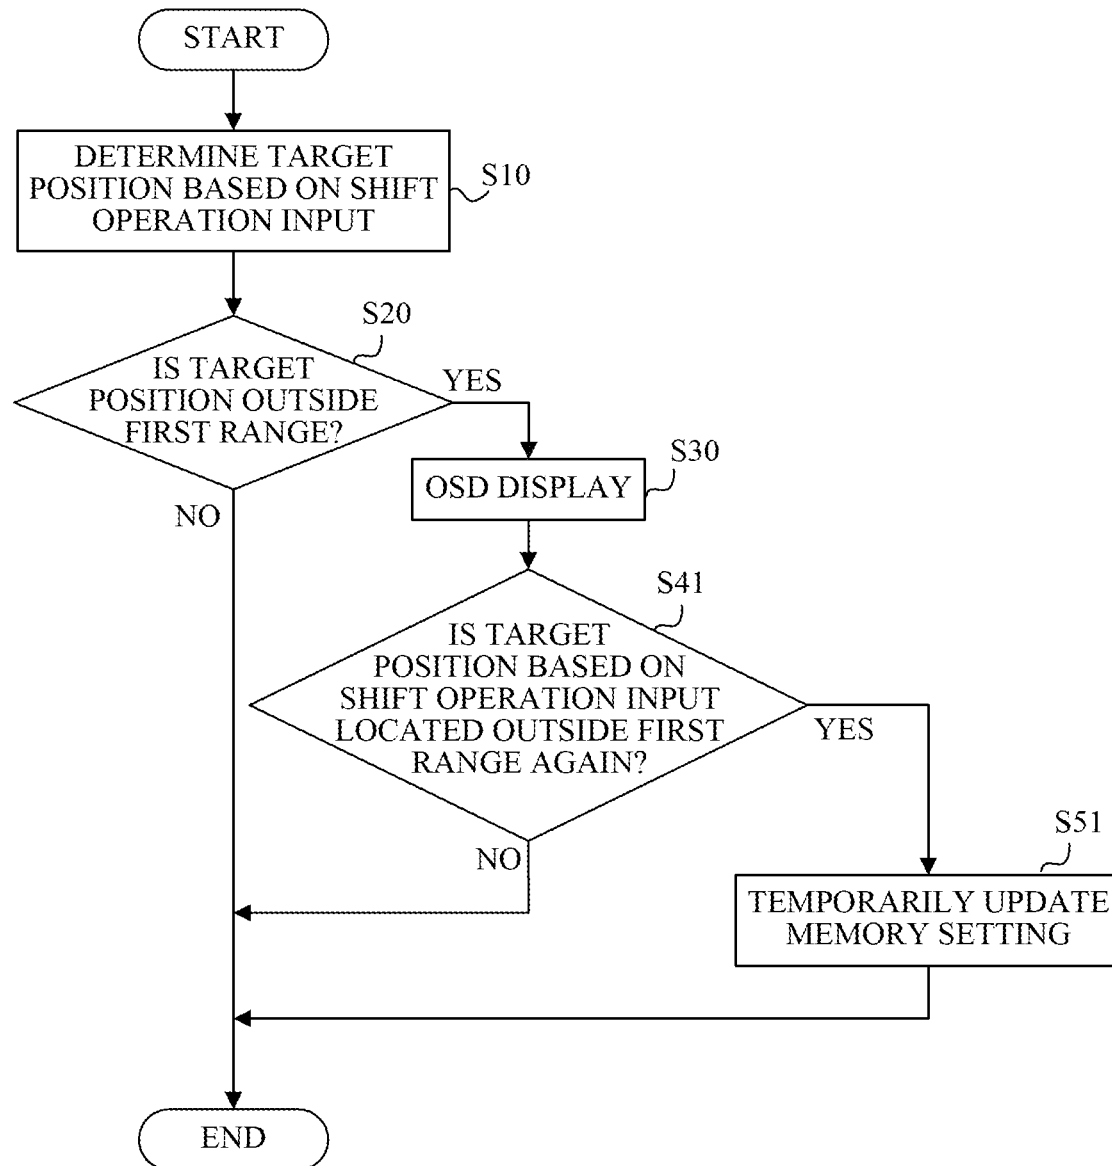 START
DETERMINE TARGET
POSITION BASED ON SHIFT
OPERATION INPUT
S10
S20
IS TARGET
POSITION OUTSIDE
FIRST RANGE?
YES
NO
S30
OSD DISPLAY
S41
IS TARGET
POSITION BASED ON
SHIFT OPERATION INPUT
LOCATED OUTSIDE FIRST
RANGE AGAIN?
YES
NO
S51
TEMPORARILY UPDATE
MEMORY SETTING
END